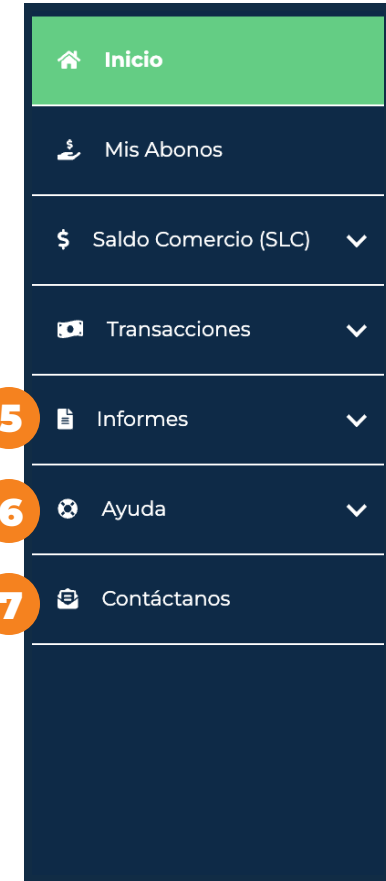 Inicio
Mis Abonos
$ Saldo Comercio (SLC)
Transacciones
5 Informes
6 Ayuda
7 Contáctanos